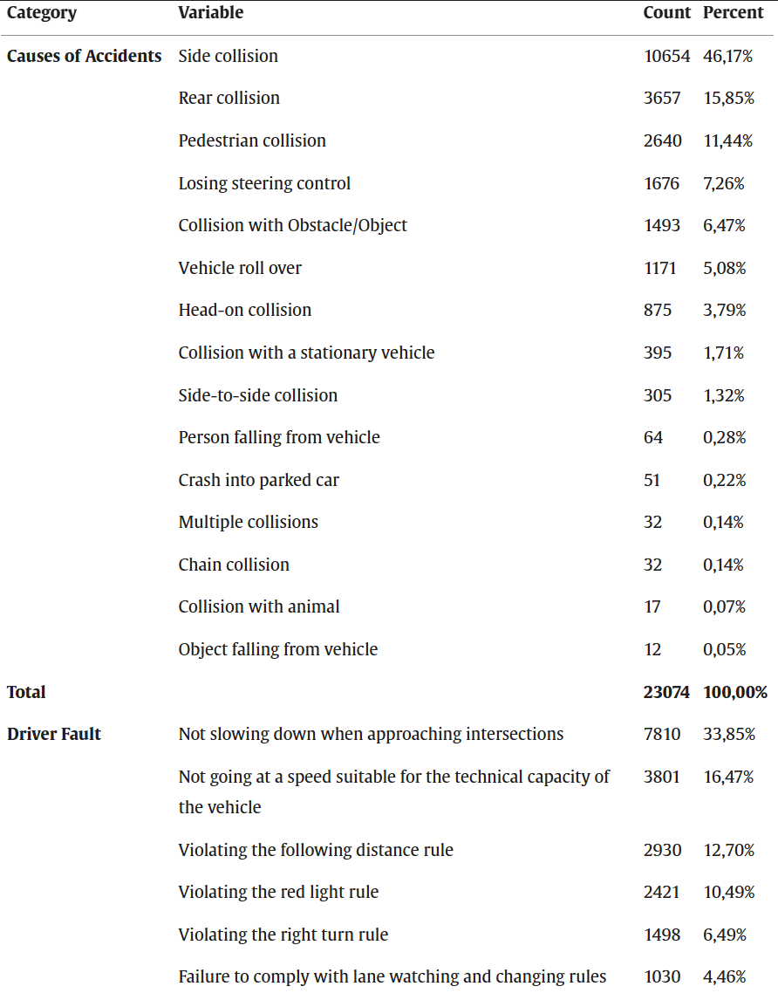 Category Variable Count Percent
Causes of Accidents Side collision 10654 46,17%
Rear collision 3657 15,85%
Pedestrian collision 2640 11,44%
Losing steering control 1676 7,26%
Collision with Obstacle/Object 1493 6,47%
Vehicle roll over 1171 5,08%
Head-on collision 875 3,79%
Collision with a stationary vehicle 395 1,71%
Side-to-side collision 305 1,32%
Person falling from vehicle 64 0,28%
Crash into parked car 51 0,22%
Multiple collisions 32 0,14%
Chain collision 32 0,14%
Collision with animal 17 0,07%
Object falling from vehicle 12 0,05%
Total 23074 100,00%
Driver Fault Not slowing down when approaching intersections 7810 33,85%
Not going at a speed suitable for the technical capacity of 3801 16,47%
the vehicle
Violating the following distance rule 2930 12,70%
Violating the red light rule 2421 10,49%
Violating the right turn rule 1498 6,49%
Failure to comply with lane watching and changing rules 1030 4,46%